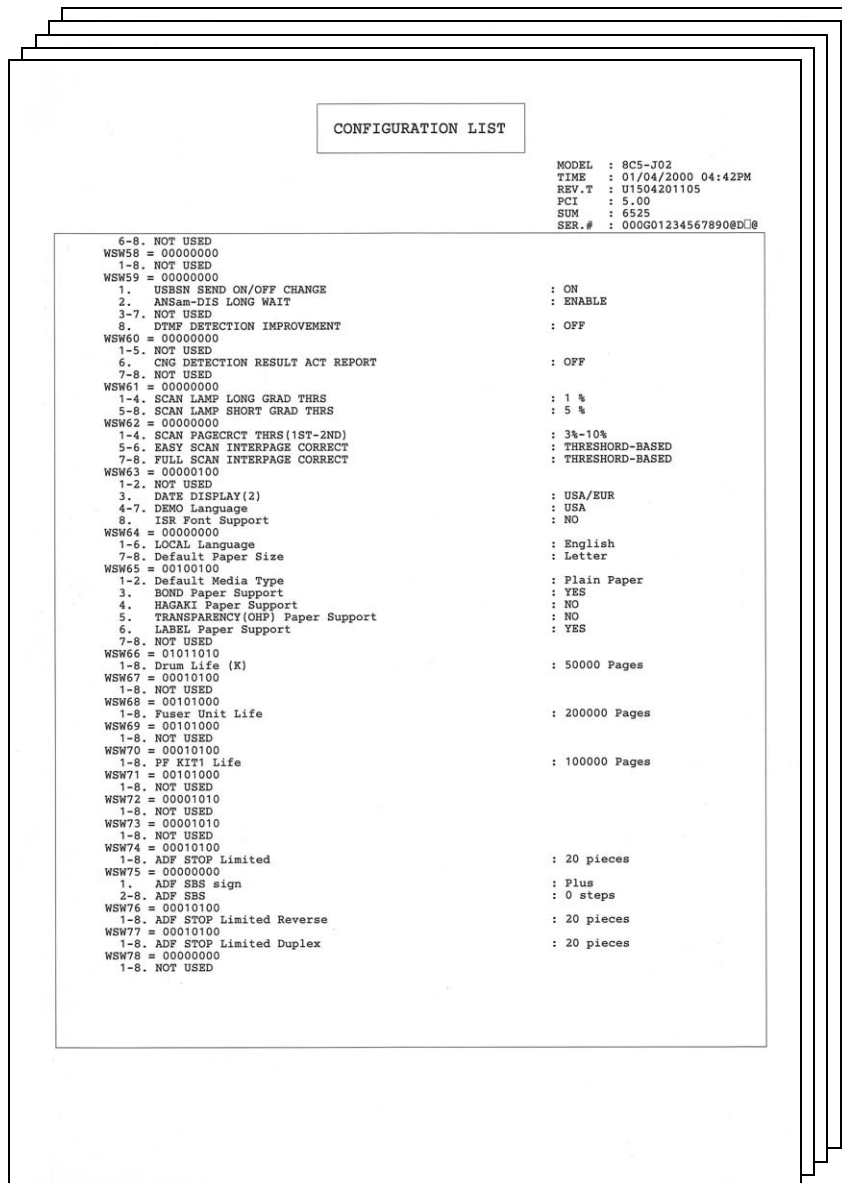 CONFIGURATION LIST
MODEL : 8C5-J02
TIME : 01/04/2000 04:42PM
REV.T : U1504201105
PCI : 5.00
SUM : 6525
SER.# : 000G01234567890@D□@
6-8. NOT USED
WSW58 = 00000000
1-8. NOT USED
WSW59 = 00000000
1. USBSN SEND ON/OFF CHANGE : ON
2. ANSam-DIS LONG WAIT : ENABLE
3-7. NOT USED
8. DTMF DETECTION IMPROVEMENT : OFF
WSW60 = 00000000
1-5. NOT USED
6. CNG DETECTION RESULT ACT REPORT : OFF
7-8. NOT USED
WSW61 = 00000000
1-4. SCAN LAMP LONG GRAD THRS : 1 %
5-8. SCAN LAMP SHORT GRAD THRS : 5 %
WSW62 = 00000000
1-4. SCAN PAGECRCT THRS(1ST-2ND) : 3%-10%
5-6. EASY SCAN INTERPAGE CORRECT : THRESHORD-BASED
7-8. FULL SCAN INTERPAGE CORRECT : THRESHORD-BASED
WSW63 = 00000100
1-2. NOT USED
3. DATE DISPLAY(2) : USA/EUR
4-7. DEMO Language : USA
8. ISR Font Support : NO
WSW64 = 00000000
1-6. LOCAL Language : English
7-8. Default Paper Size : Letter
WSW65 = 00100100
1-2. Default Media Type : Plain Paper
3. BOND Paper Support : YES
4. HAGAKI Paper Support : NO
5. TRANSPARENCY(OHP) Paper Support : NO
6. LABEL Paper Support : YES
7-8. NOT USED
WSW66 = 01011010
1-8. Drum Life (K) : 50000 Pages
WSW67 = 00010100
1-8. NOT USED
WSW68 = 00101000
1-8. Fuser Unit Life : 200000 Pages
WSW69 = 00101000
1-8. NOT USED
WSW70 = 00010100
1-8. PF KIT1 Life : 100000 Pages
WSW71 = 00101000
1-8. NOT USED
WSW72 = 00001010
1-8. NOT USED
WSW73 = 00001010
1-8. NOT USED
WSW74 = 00010100
1-8. ADF STOP Limited : 20 pieces
WSW75 = 00000000
1. ADF SBS sign : Plus
2-8. ADF SBS : 0 steps
WSW76 = 00010100
1-8. ADF STOP Limited Reverse : 20 pieces
WSW77 = 00010100
1-8. ADF STOP Limited Duplex : 20 pieces
WSW78 = 00000000
1-8. NOT USED